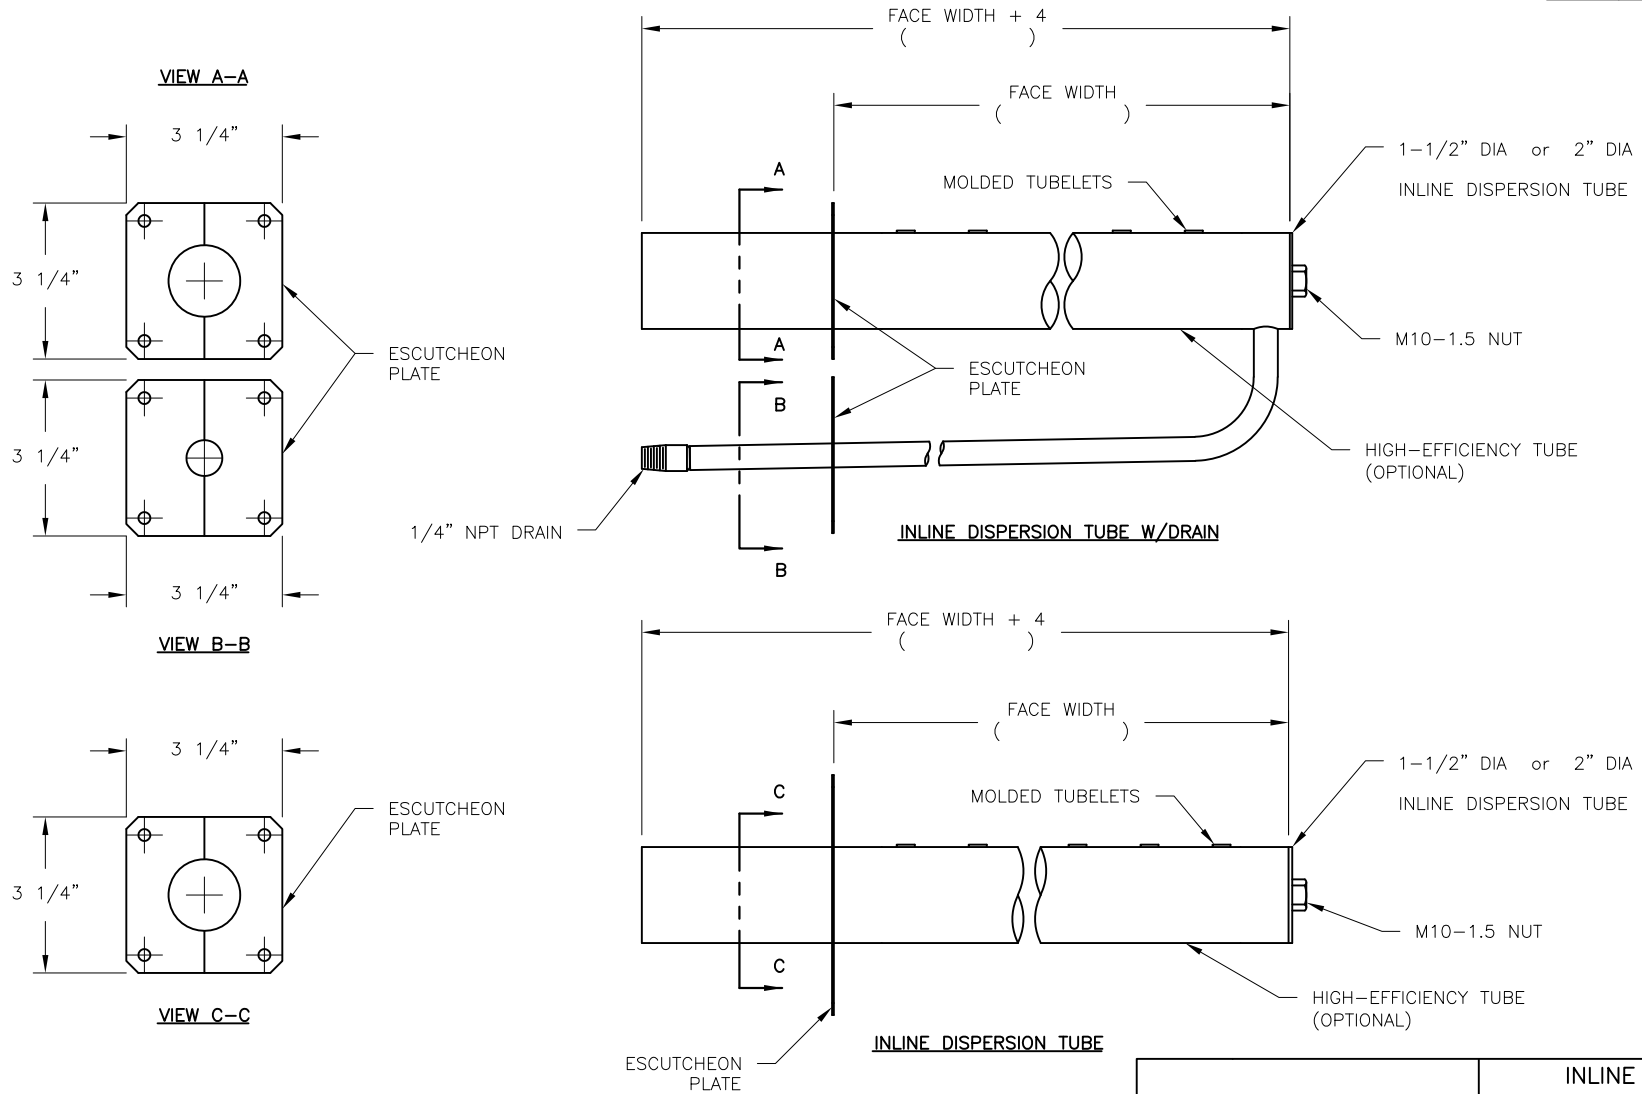 FACE WIDTH + 4
( )
VIEW A-A
FACE WIDTH
( )
3 1/4"
3 1/4"
A
MOLDED TUBELETS
1-1/2" DIA or 2" DIA
INLINE DISPERSION TUBE
M10-1.5 NUT
A
ESCUTCHEON
PLATE
ESCUTCHEON
PLATE
B
3 1/4"
HIGH-EFFICIENCY TUBE
(OPTIONAL)
1/4" NPT DRAIN
INLINE DISPERSION TUBE W/DRAIN
B
3 1/4"
VIEW B-B
FACE WIDTH + 4
( )
FACE WIDTH
( )
3 1/4"
3 1/4"
C
MOLDED TUBELETS
1-1/2" DIA or 2" DIA
INLINE DISPERSION TUBE
ESCUTCHEON
PLATE
M10-1.5 NUT
C
HIGH-EFFICIENCY TUBE
(OPTIONAL)
VIEW C-C
INLINE DISPERSION TUBE
ESCUTCHEON
PLATE
INLINE